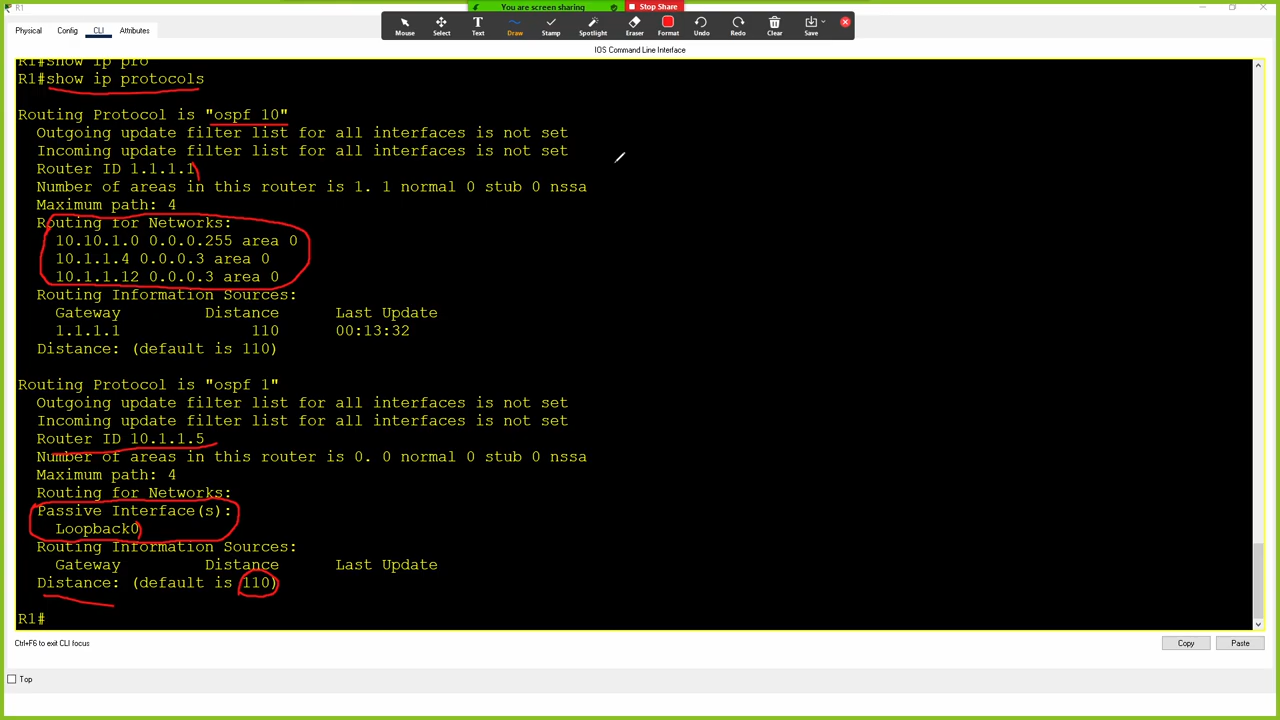 R1
You are screen sharing
Stop Share
Physical Config CLI Attributes
Mouse Select Text Draw Stamp Spotlight Eraser Format Undo Redo Clear Save
IOS Command Line Interface
R1#show ip pro
R1#show ip protocols
Routing Protocol is "ospf 10"
Outgoing update filter list for all interfaces is not set
Incoming update filter list for all interfaces is not set
Router ID 1.1.1.1
Number of areas in this router is 1. 1 normal 0 stub 0 nssa
Maximum path: 4
Routing for Networks:
10.10.1.0 0.0.0.255 area 0
10.1.1.4 0.0.0.3 area 0
10.1.1.12 0.0.0.3 area 0
Routing Information Sources:
Gateway Distance Last Update
1.1.1.1 110 00:13:32
Distance: (default is 110)
Routing Protocol is "ospf 1"
Outgoing update filter list for all interfaces is not set
Incoming update filter list for all interfaces is not set
Router ID 10.1.1.5
Number of areas in this router is 0. 0 normal 0 stub 0 nssa
Maximum path: 4
Routing for Networks:
Passive Interface(s):
Loopback0
Routing Information Sources:
Gateway Distance Last Update
Distance: (default is 110)
R1#
Ctrl+F6 to exit CLI focus
Copy Paste
Top